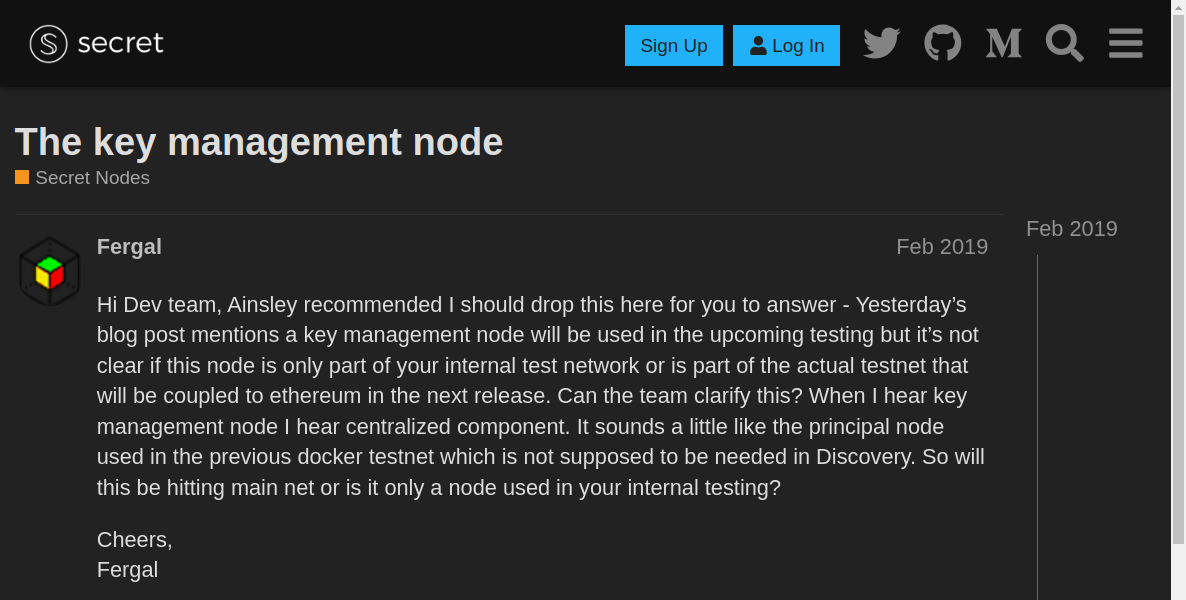 secret
Sign Up
Log In
The key management node
Secret Nodes
Feb 2019
Fergal
Feb 2019
Hi Dev team, Ainsley recommended I should drop this here for you to answer - Yesterday’s
blog post mentions a key management node will be used in the upcoming testing but it’s not
clear if this node is only part of your internal test network or is part of the actual testnet that
will be coupled to ethereum in the next release. Can the team clarify this? When I hear key
management node I hear centralized component. It sounds a little like the principal node
used in the previous docker testnet which is not supposed to be needed in Discovery. So will
this be hitting main net or is it only a node used in your internal testing?
Cheers,
Fergal